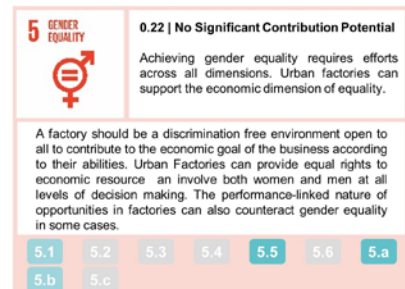 5 GENDER
EQUALITY
0.22 | No Significant Contribution Potential
Achieving gender equality requires efforts
across all dimensions. Urban factories can
support the economic dimension of equality.
A factory should be a discrimination free environment open to
all to contribute to the economic goal of the business according
to their abilities. Urban Factories can provide equal rights to
economic resource an involve both women and men at all
levels of decision making. The performance-linked nature of
opportunities in factories can also counteract gender equality
in some cases.
5.1 5.2 5.3 5.4 5.5 5.6 5.a
5.b 5.c